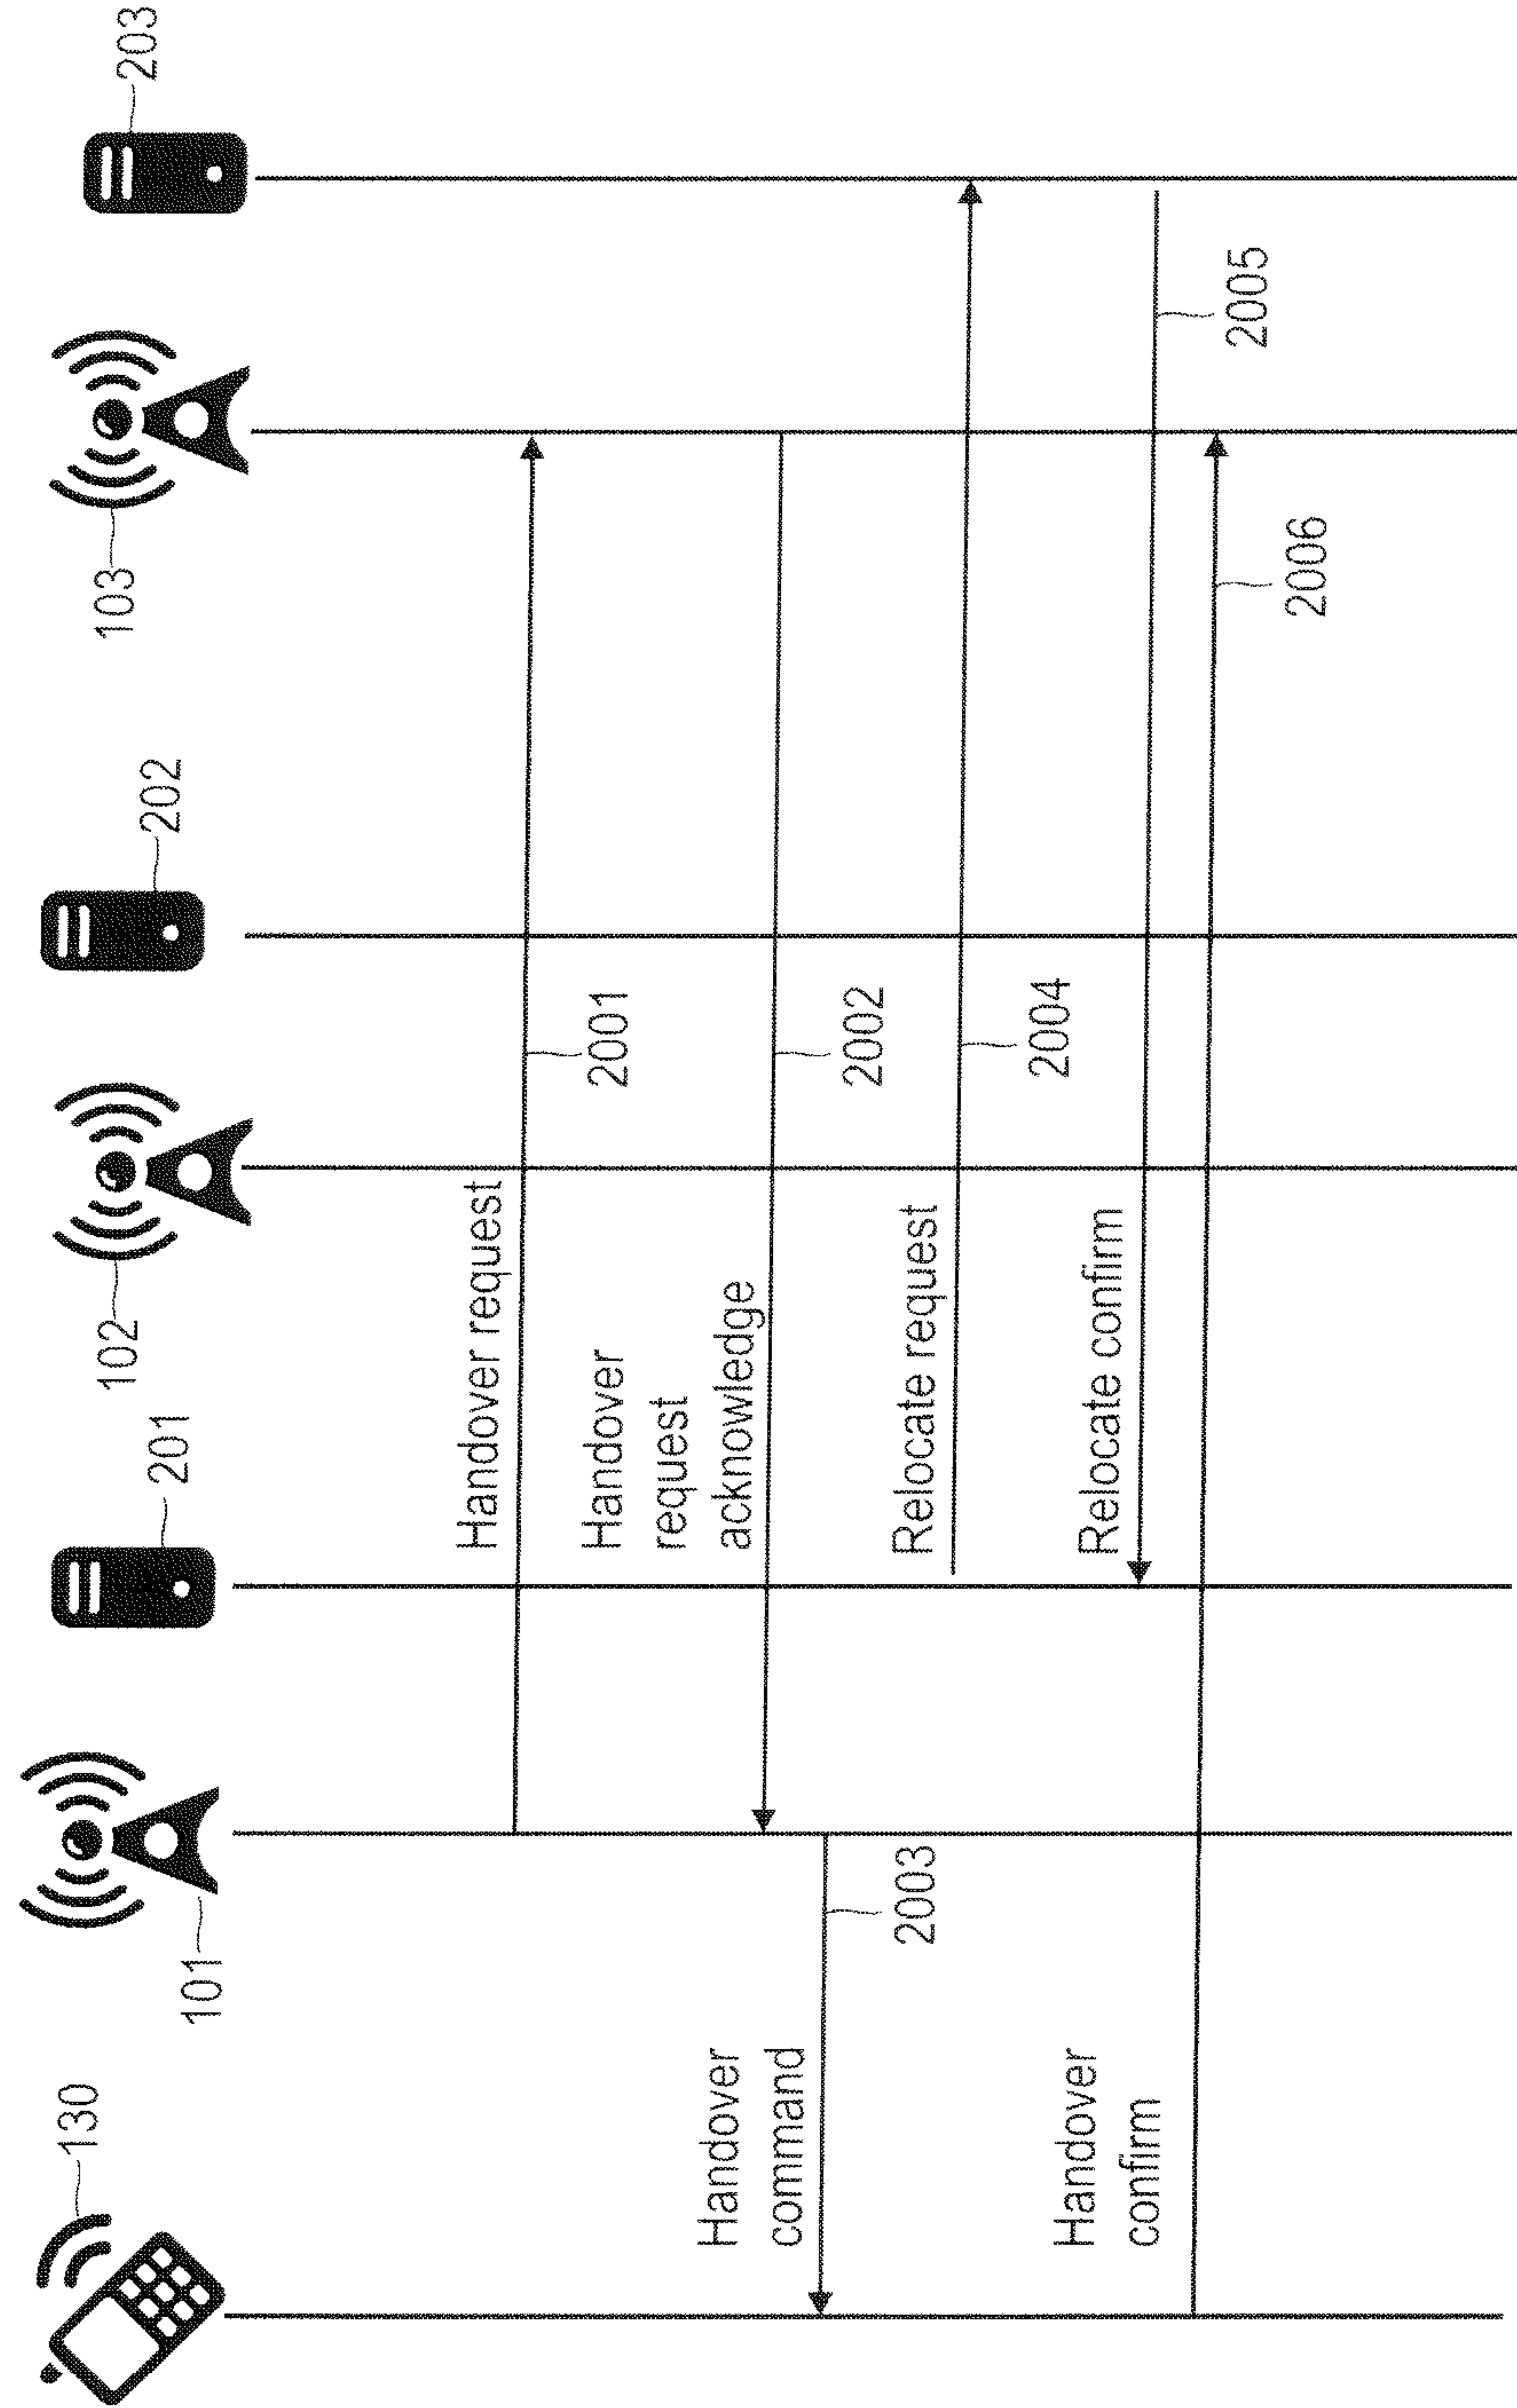 130
101
201
102
202
103
203
Handover request
2001
Handover
request
acknowledge
2002
Handover
command
2003
Relocate request
2004
Relocate confirm
2005
Handover
confirm
2006